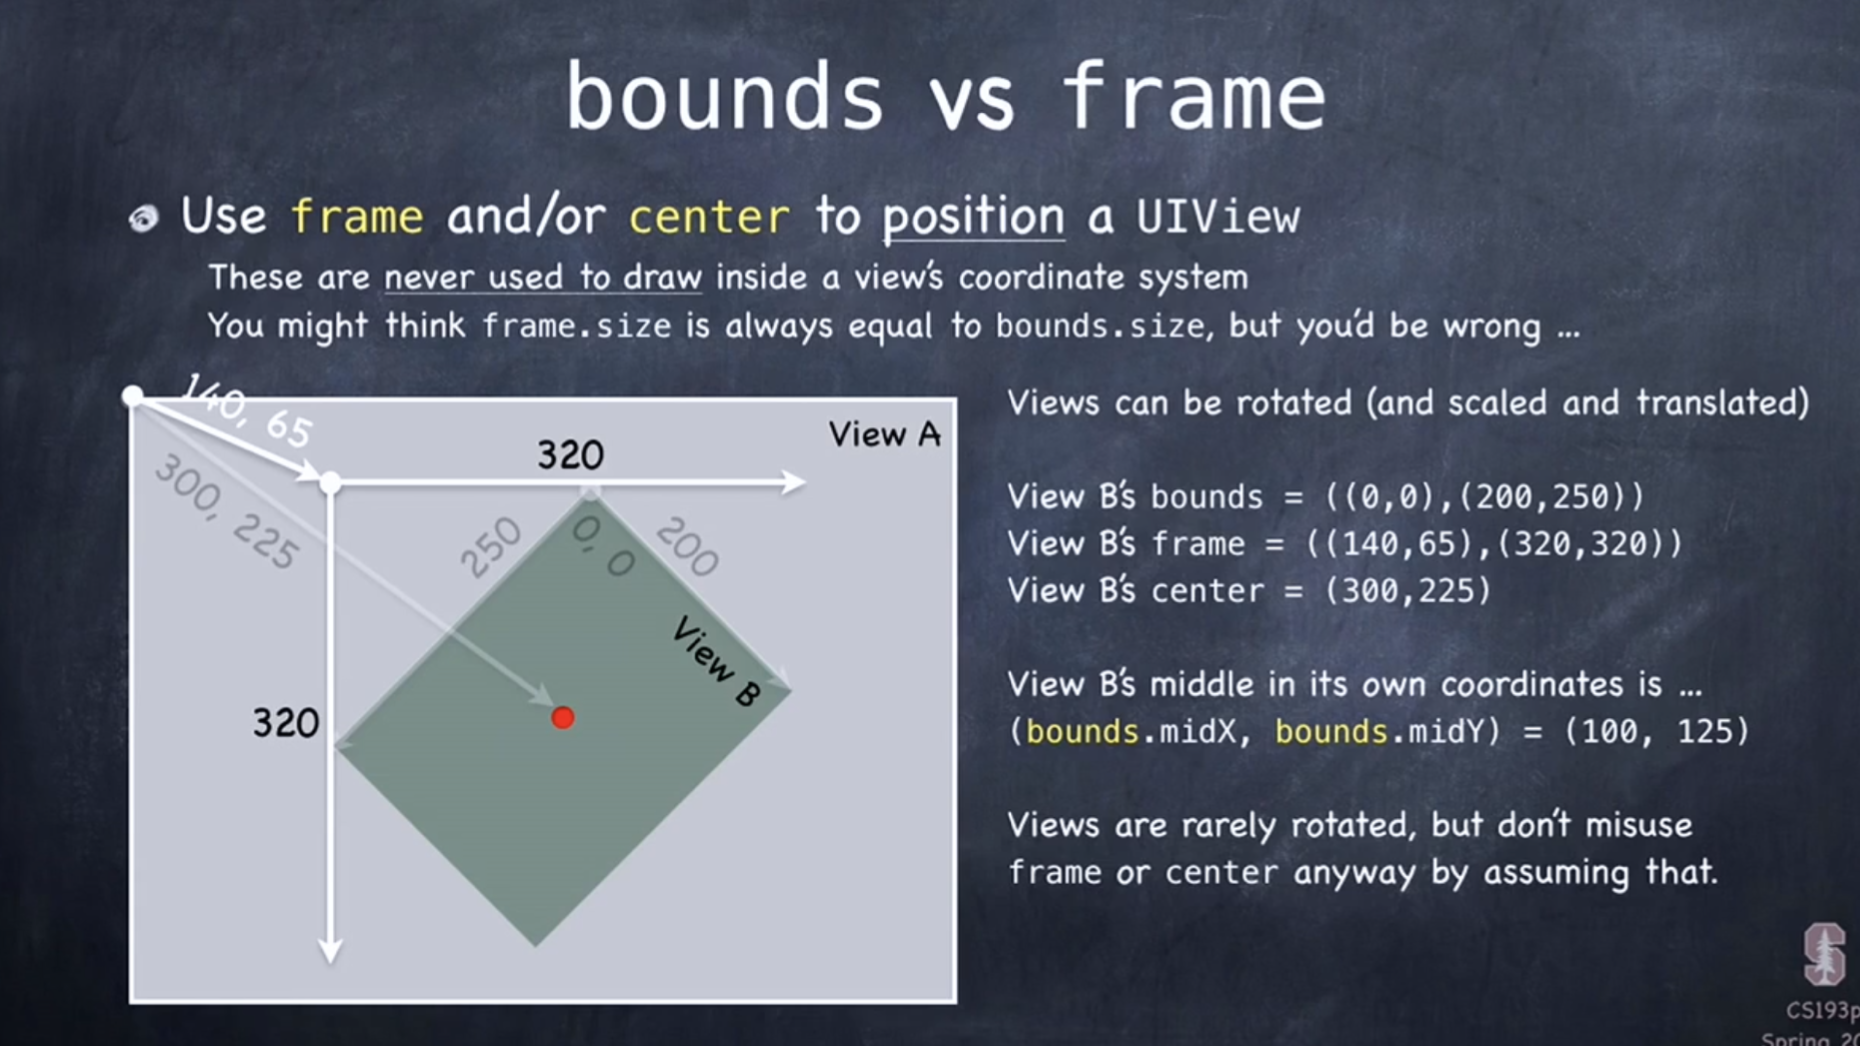 bounds vs frame
Use frame and/or center to position a UIView
These are never used to draw inside a view's coordinate system
You might think frame.size is always equal to bounds.size, but you'd be wrong ...
140, 65
300, 225
320
View A
250
0, 0
200
View B
320
Views can be rotated (and scaled and translated)
View B's bounds = ((0,0),(200,250))
View B's frame = ((140,65),(320,320))
View B's center = (300,225)
View B's middle in its own coordinates is ...
(bounds.midX, bounds.midY) = (100, 125)
Views are rarely rotated, but don't misuse
frame or center anyway by assuming that.
S
CS193p
Spring 20